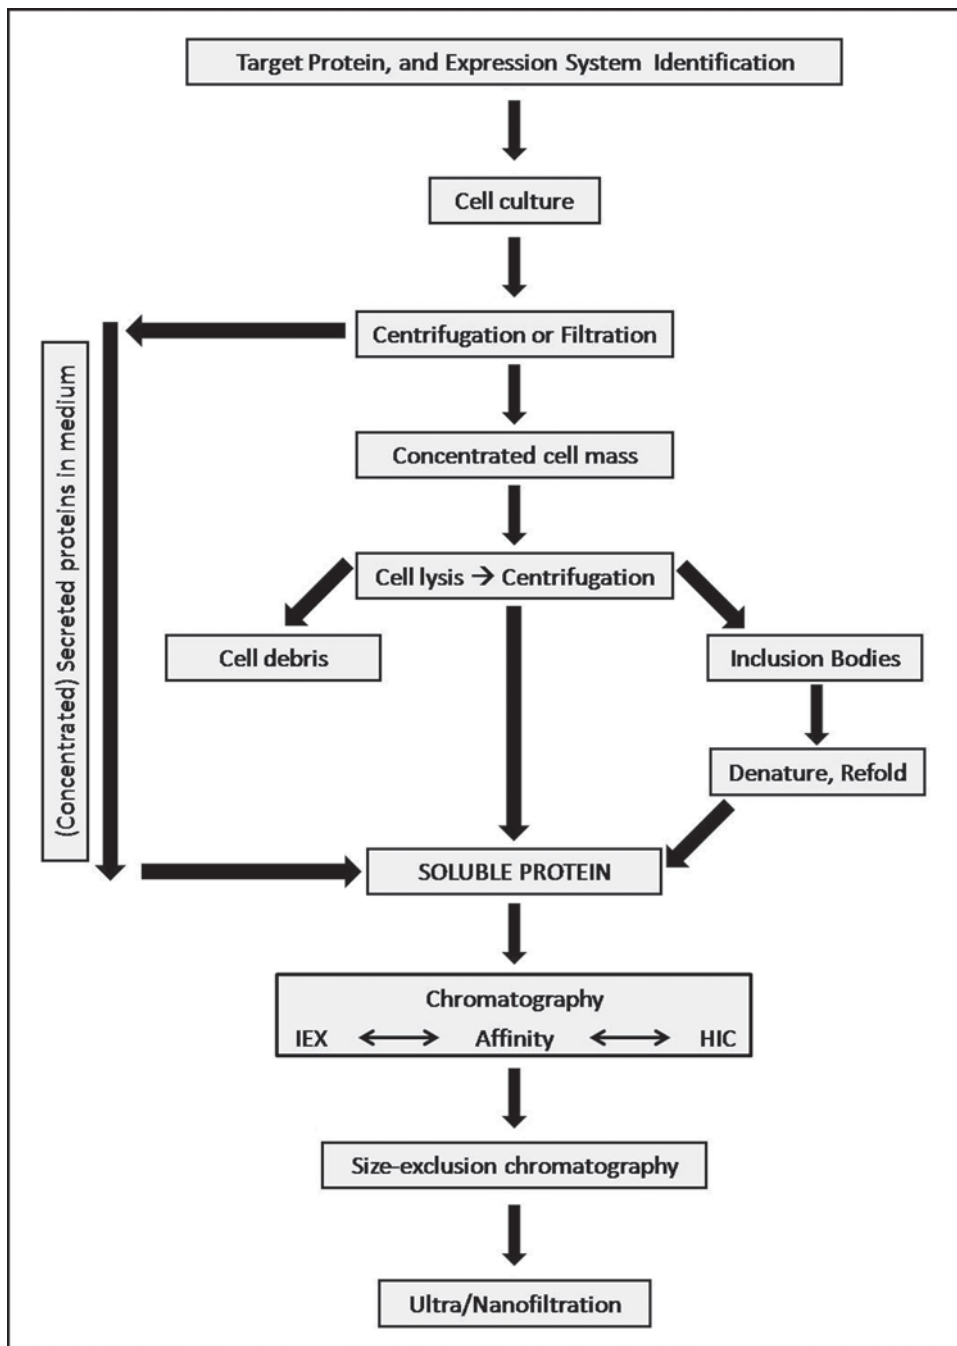 Target Protein, and Expression System Identification
Cell culture
Centrifugation or Filtration
(Concentrated) Secreted proteins in medium
Concentrated cell mass
Cell lysis → Centrifugation
Cell debris
Inclusion Bodies
Denature, Refold
SOLUBLE PROTEIN
Chromatography
IEX ↔ Affinity ↔ HIC
Size-exclusion chromatography
Ultra/Nanofiltration